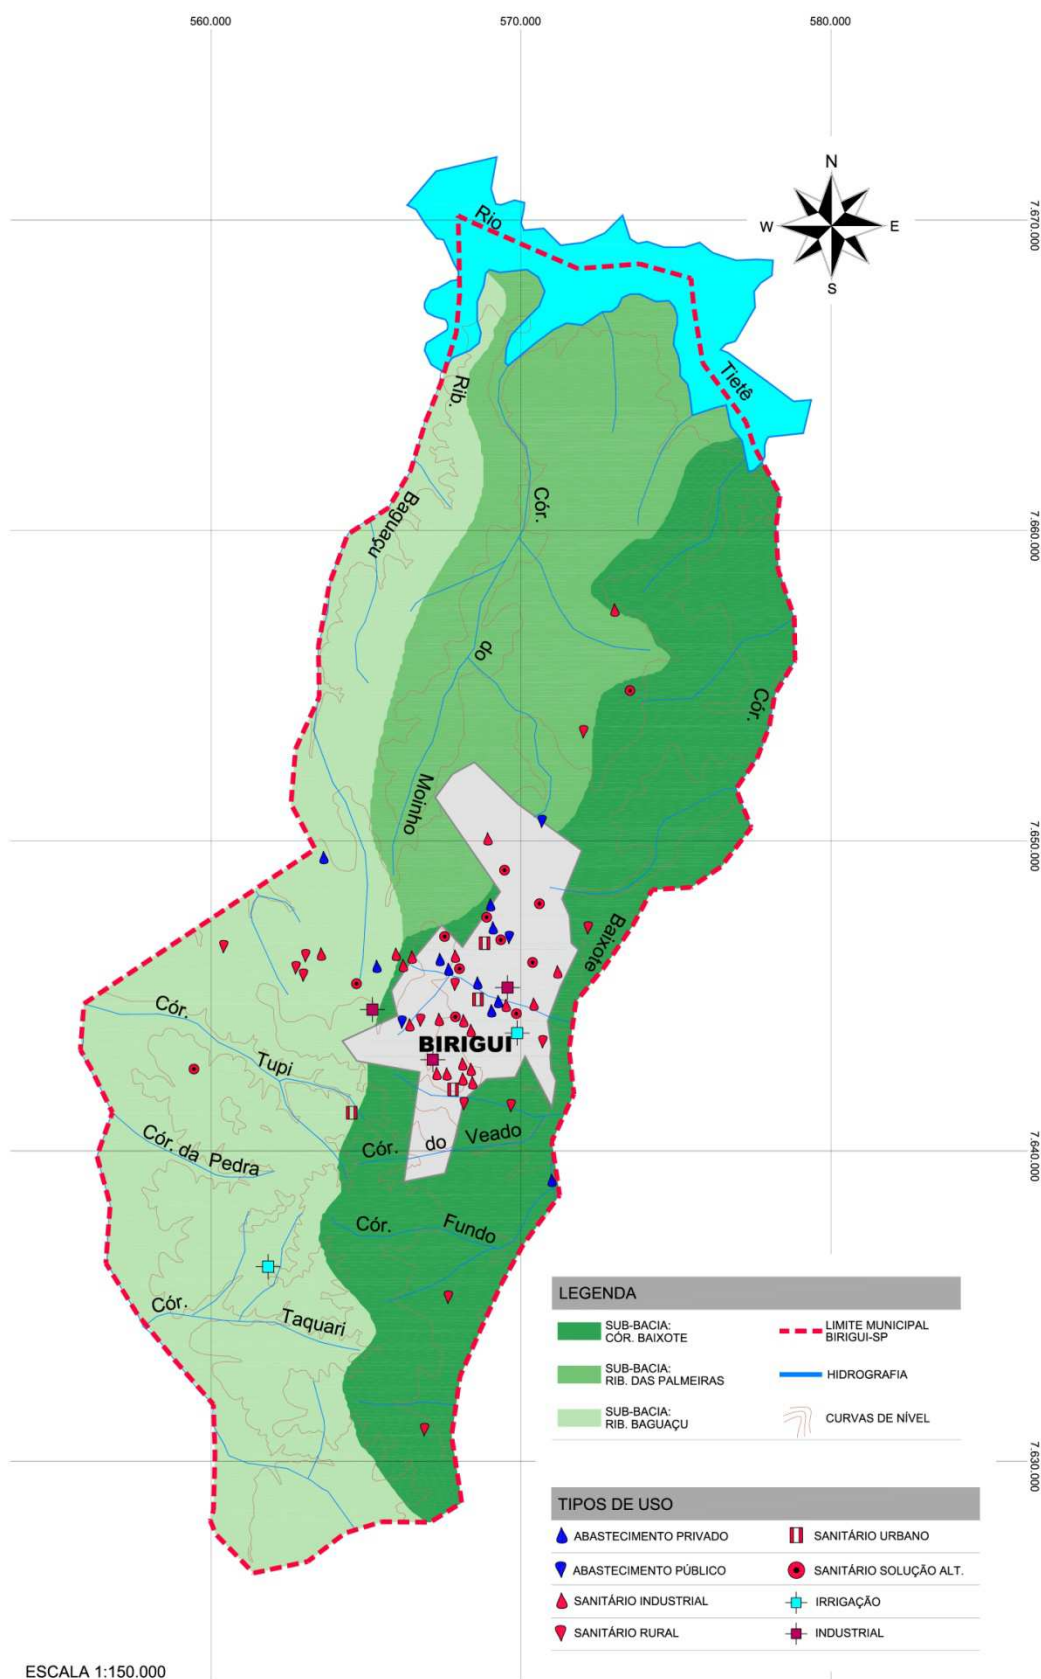 560.000
570.000
580.000
N
W
E
S
7.670.000
Rio
Tietê
Rib.
Baguaçu
Cór.
7.660.000
do
Cór.
Moinho
7.650.000
Baixote
Cór.
Tupi
BIRIGUI
Cór. da Pedra
Cór. do Veado
7.640.000
Cór. Fundo
Cór.
Taquari
7.630.000
LEGENDA
SUB-BACIA:
CÓR. BAIXOTE
LIMITE MUNICIPAL
BIRIGUI-SP
SUB-BACIA:
RIB. DAS PALMEIRAS
HIDROGRAFIA
SUB-BACIA:
RIB. BAGUAÇU
CURVAS DE NÍVEL
TIPOS DE USO
ABASTECIMENTO PRIVADO
SANITÁRIO URBANO
ABASTECIMENTO PÚBLICO
SANITÁRIO SOLUÇÃO ALT.
SANITÁRIO INDUSTRIAL
IRRIGAÇÃO
SANITÁRIO RURAL
INDUSTRIAL
ESCALA 1:150.000